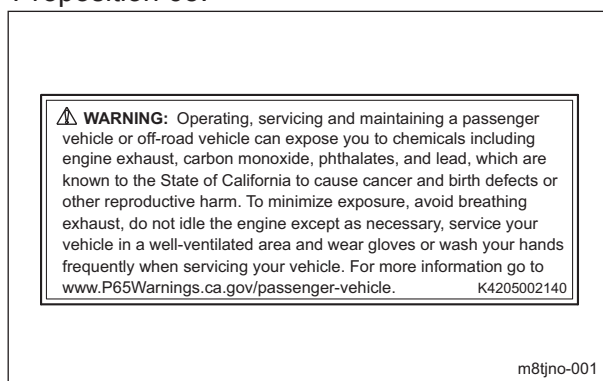 ⚠ WARNING: Operating, servicing and maintaining a passenger
vehicle or off-road vehicle can expose you to chemicals including
engine exhaust, carbon monoxide, phthalates, and lead, which are
known to the State of California to cause cancer and birth defects or
other reproductive harm. To minimize exposure, avoid breathing
exhaust, do not idle the engine except as necessary, service your
vehicle in a well-ventilated area and wear gloves or wash your hands
frequently when servicing your vehicle. For more information go to
www.P65Warnings.ca.gov/passenger-vehicle. K4205002140
m8tjno-001